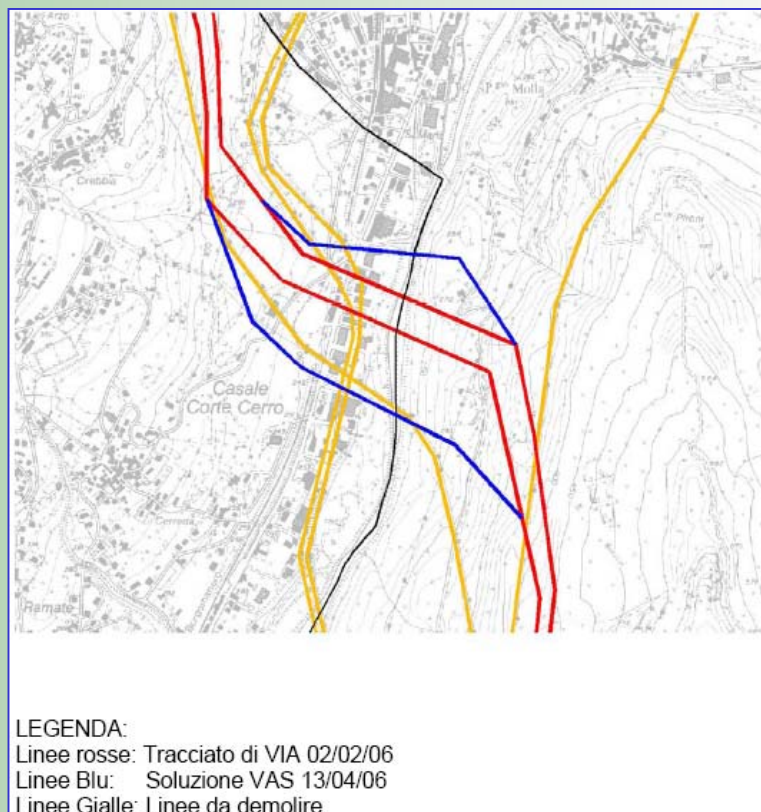 Crebbia
Molla
Casale
Corte Cerro
Ramate
LEGENDA:
Linee rosse: Tracciato di VIA 02/02/06
Linee Blu: Soluzione VAS 13/04/06
Linee Gialle: Linee da demolire